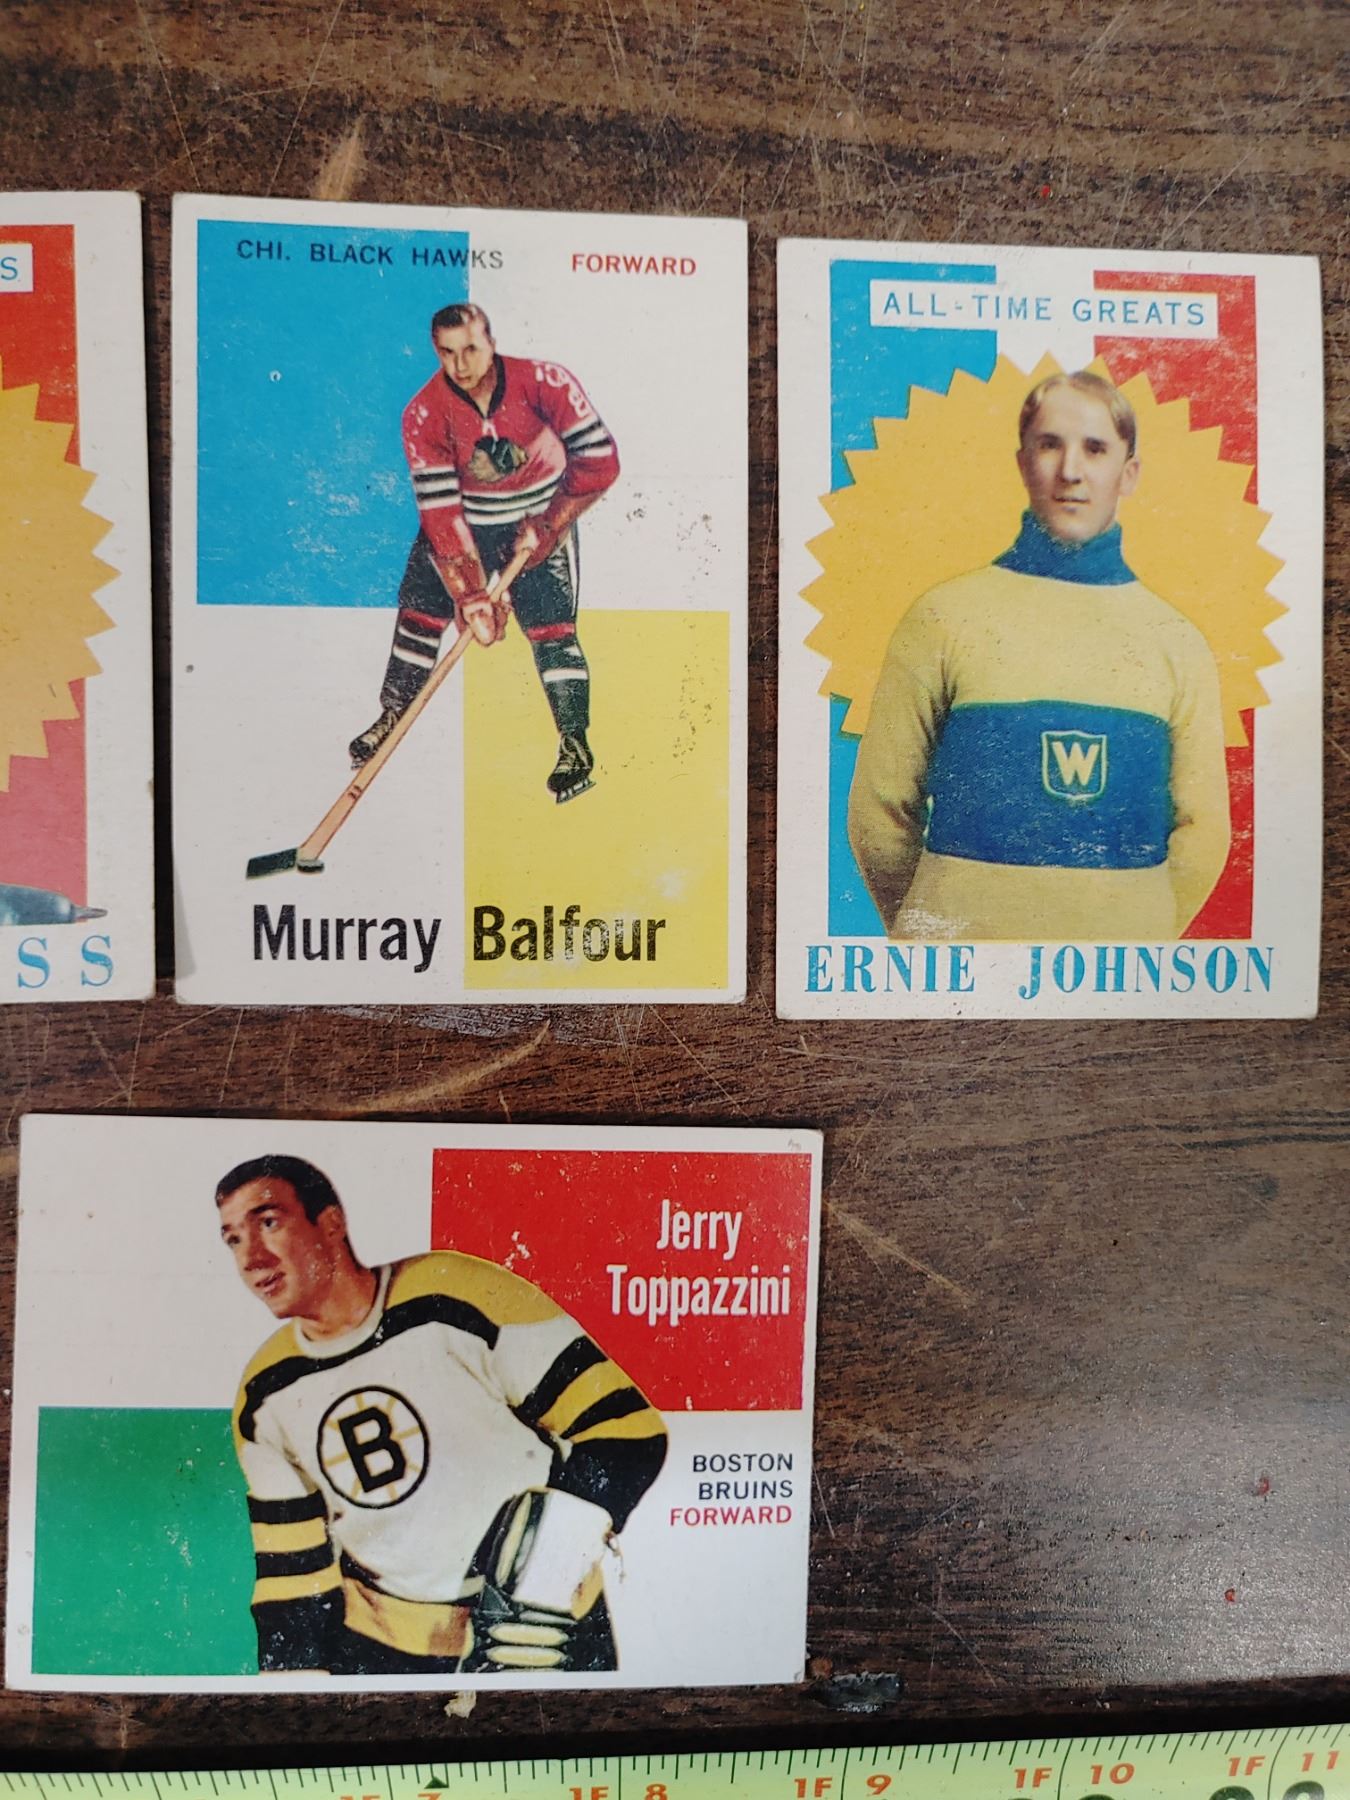 S
SS
CHI. BLACK HAWKS FORWARD
Murray Balfour
ALL-TIME GREATS
W
ERNIE JOHNSON
Jerry
Toppazzini
B
BOSTON
BRUINS
FORWARD
1F 8 1F 9 1F 10 1F 11